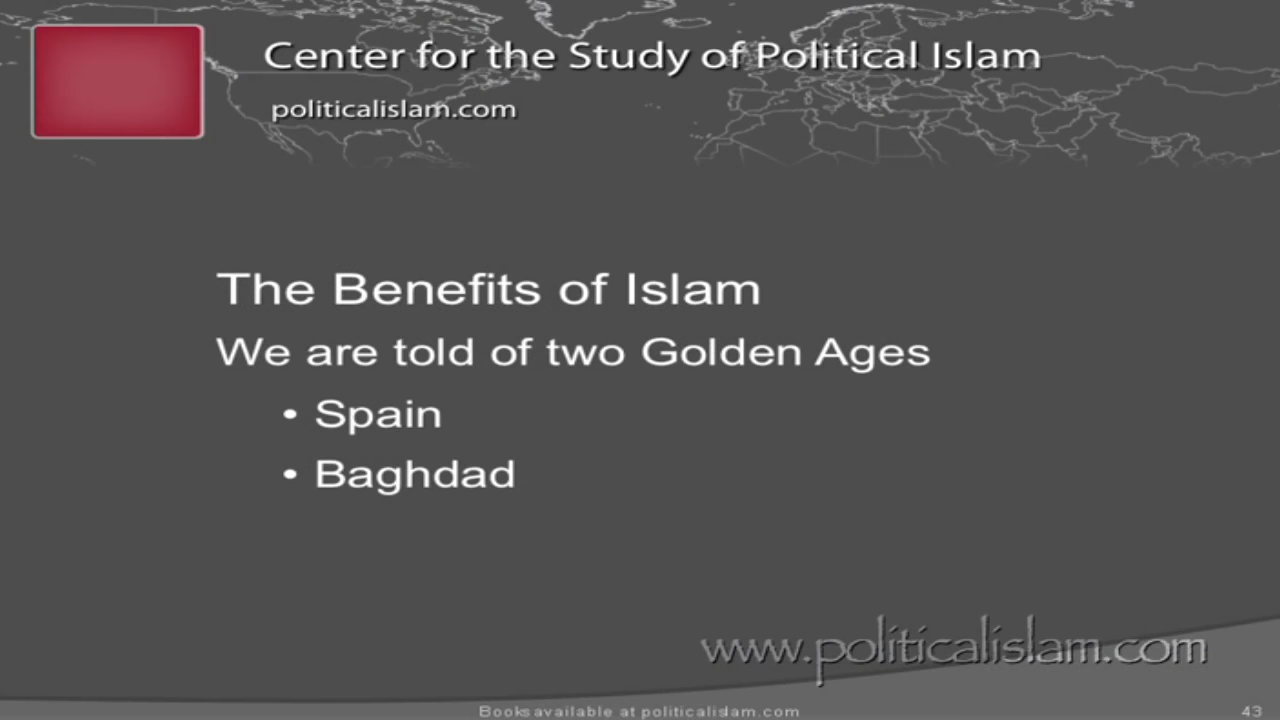 Center for the Study of Political Islam
politicalislam.com
The Benefits of Islam
We are told of two Golden Ages
• Spain
• Baghdad
www.politicalislam.com
Books available at politicalislam.com
43